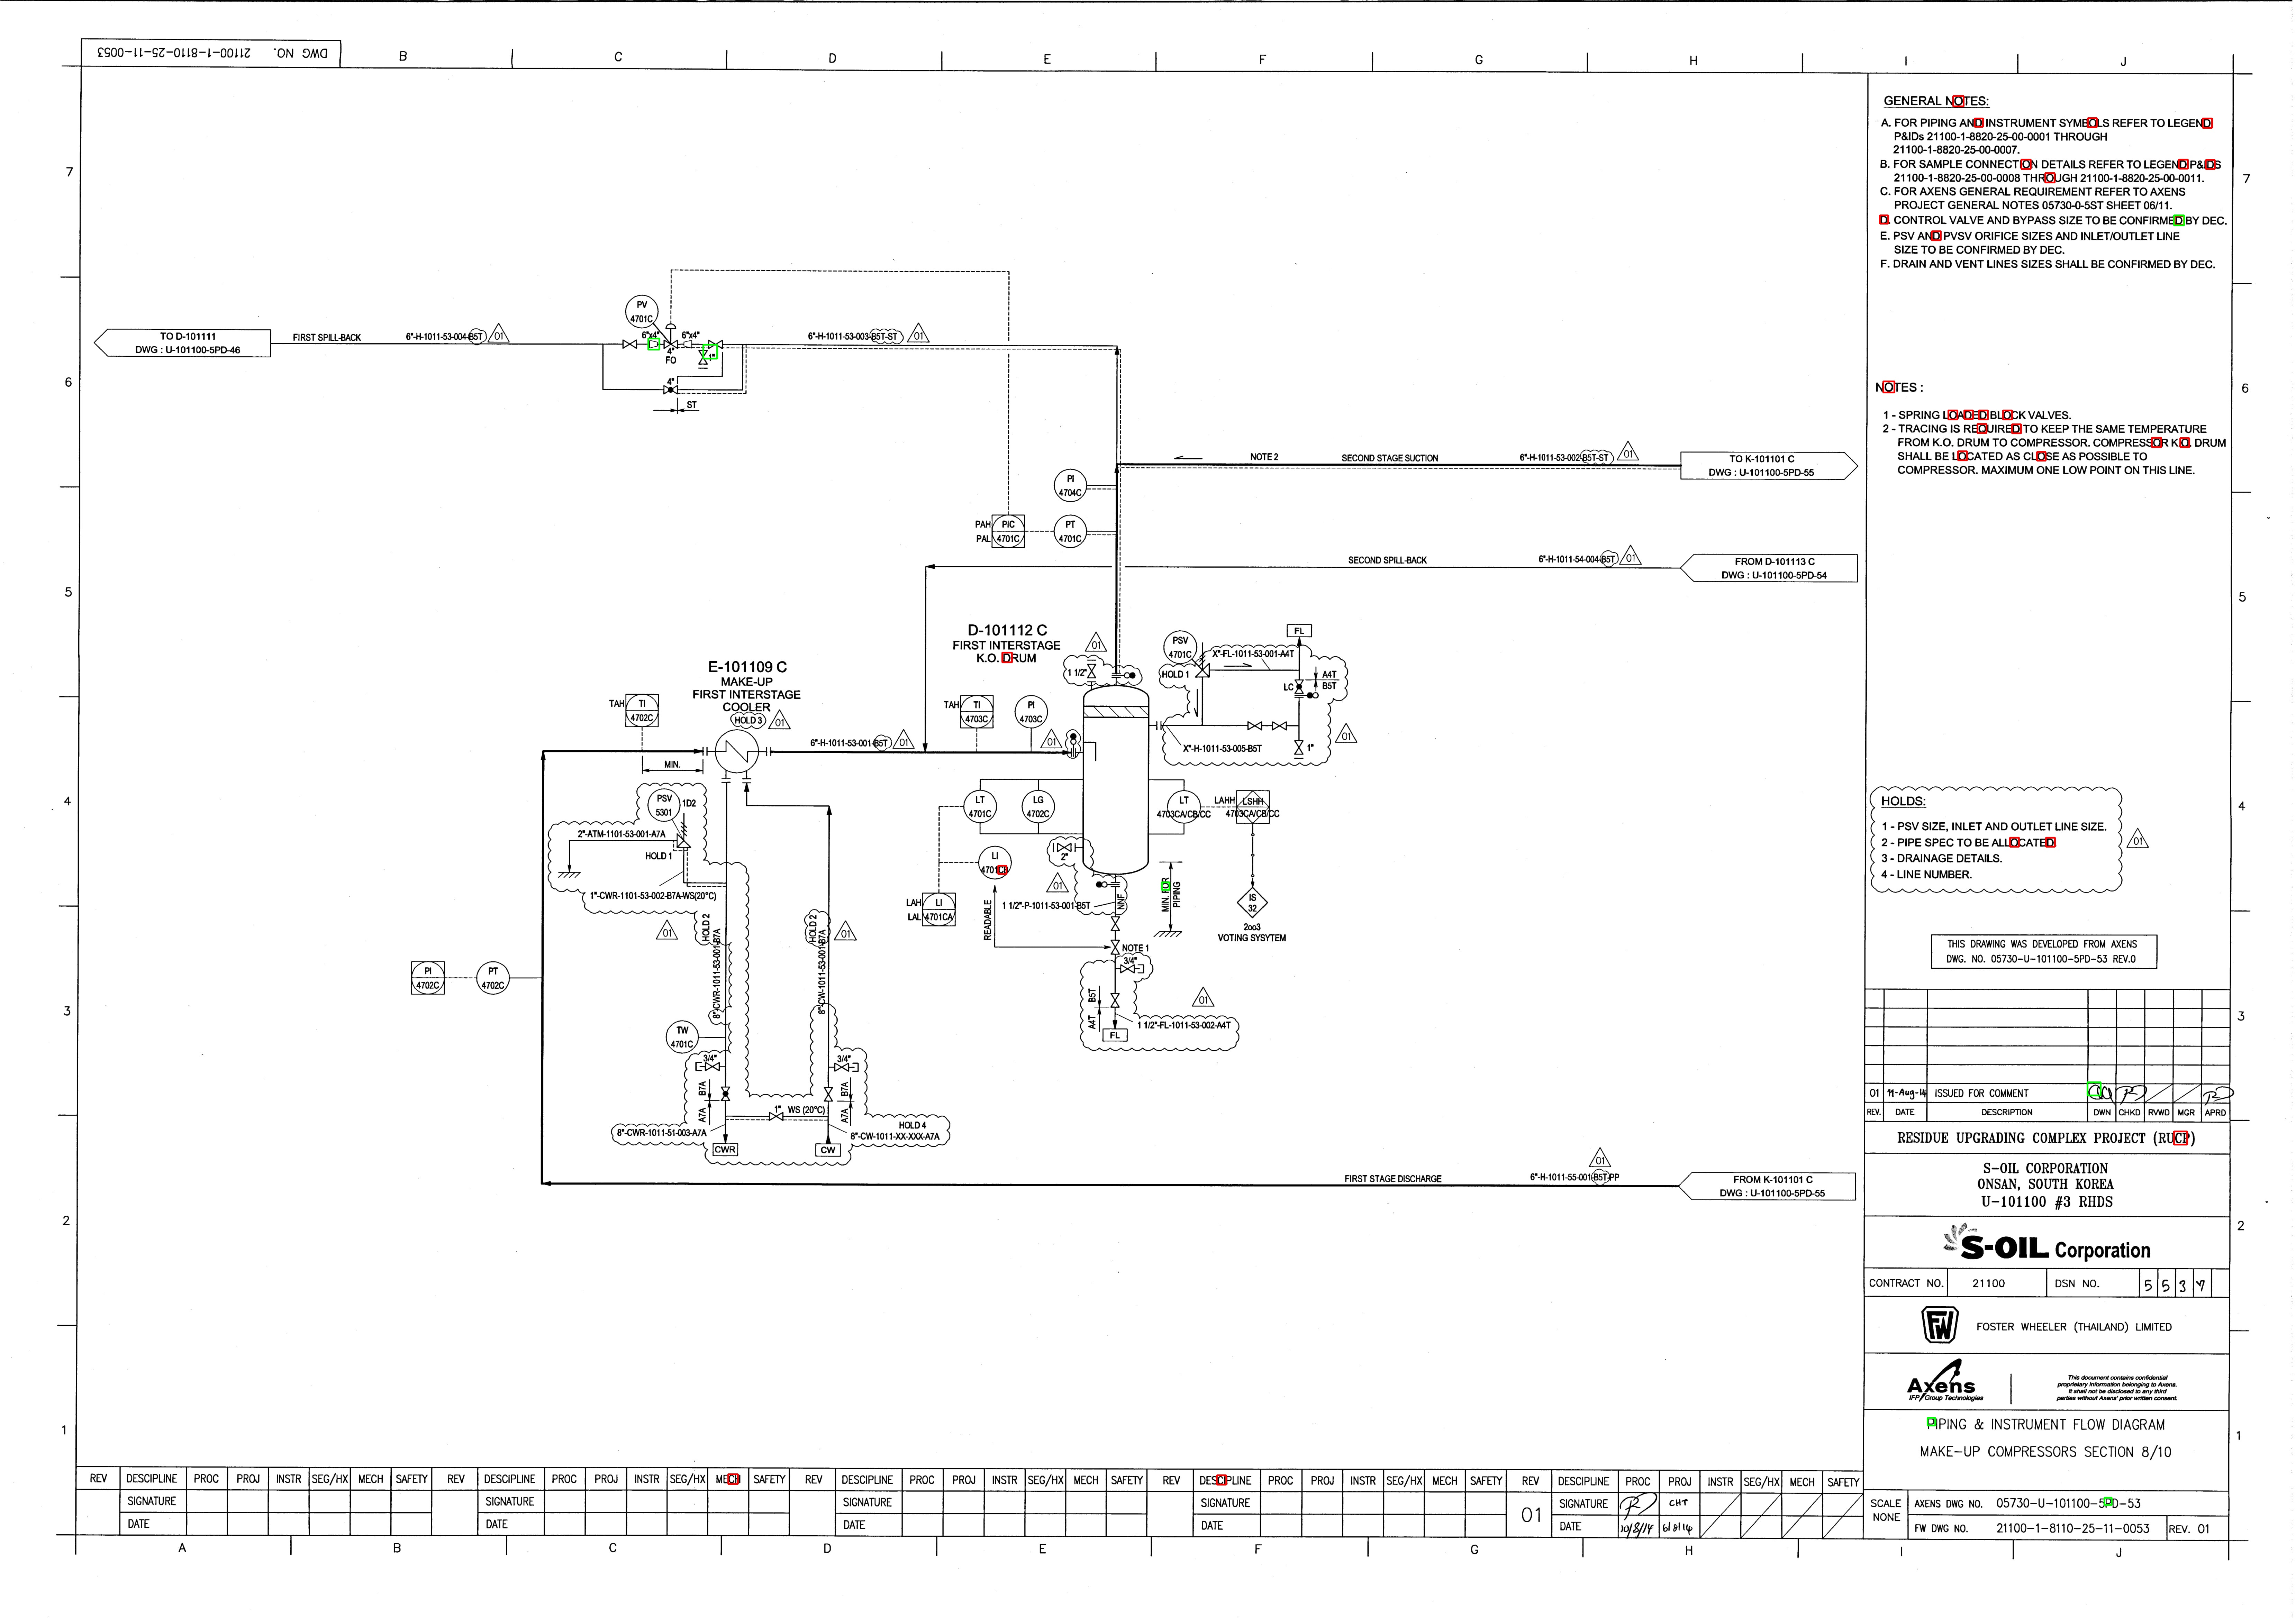 DWG NO. 21100-1-8110-25-11-0053
B C D E F G H I J
7
6
5
4
3
2
1
GENERAL NOTES:
A. FOR PIPING AND INSTRUMENT SYMBOLS REFER TO LEGEND
P&IDs 21100-1-8820-25-00-0001 THROUGH
21100-1-8820-25-00-0007.
B. FOR SAMPLE CONNECTION DETAILS REFER TO LEGEND P&IDS
21100-1-8820-25-00-0008 THROUGH 21100-1-8820-25-00-0011.
C. FOR AXENS GENERAL REQUIREMENT REFER TO AXENS
PROJECT GENERAL NOTES 05730-0-5ST SHEET 06/11.
D. CONTROL VALVE AND BYPASS SIZE TO BE CONFIRMED BY DEC.
E. PSV AND PVSV ORIFICE SIZES AND INLET/OUTLET LINE
SIZE TO BE CONFIRMED BY DEC.
F. DRAIN AND VENT LINES SIZES SHALL BE CONFIRMED BY DEC.
NOTES :
1 - SPRING LOADED BLOCK VALVES.
2 - TRACING IS REQUIRED TO KEEP THE SAME TEMPERATURE
FROM K.O. DRUM TO COMPRESSOR. COMPRESSOR K.O. DRUM
SHALL BE LOCATED AS CLOSE AS POSSIBLE TO
COMPRESSOR. MAXIMUM ONE LOW POINT ON THIS LINE.
HOLDS:
1 - PSV SIZE, INLET AND OUTLET LINE SIZE.
2 - PIPE SPEC TO BE ALLOCATED
3 - DRAINAGE DETAILS.
4 - LINE NUMBER.
01
THIS DRAWING WAS DEVELOPED FROM AXENS
DWG. NO. 05730-U-101100-5PD-53 REV.0
PV
4701C
TO D-101111
DWG : U-101100-5PD-46
FIRST SPILL-BACK
6"-H-1011-53-004-B5T
01
6"x4"
6"x4"
4"
FO
1"
4"
ST
6"-H-1011-53-003-B5T-ST
01
NOTE 2
SECOND STAGE SUCTION
6"-H-1011-53-002-B5T-ST
01
TO K-101101 C
DWG : U-101100-5PD-55
PI
4704C
PAH
PAL
PIC
4701C
PT
4701C
SECOND SPILL-BACK
6"-H-1011-54-004-B5T
01
FROM D-101113 C
DWG : U-101100-5PD-54
D-101112 C
FIRST INTERSTAGE
K.O. DRUM
01
1 1/2"
PSV
4701C
HOLD 1
FL
X"-FL-1011-53-001-A4T
A4T
B5T
LC
1"
01
X"-H-1011-53-005-B5T
E-101109 C
MAKE-UP
FIRST INTERSTAGE
COOLER
HOLD 3
01
TAH
TI
4702C
MIN.
6"-H-1011-53-001-B5T
01
TAH
TI
4703C
PI
4703C
01
PSV
5301
1D2
2"-ATM-1101-53-001-A7A
HOLD 1
1"-CWR-1101-53-002-B7A-WS(20°C)
01
LT
4701C
LG
4702C
LT
4703CA/CB/CC
LAHH
LSHH
4703CA/CB/CC
2"
LI
4701CB
LAH
LAL
LI
4701CA
READABLE
01
1 1/2"-P-1011-53-001-B5T
NNF
MIN. FOR
PIPING
IS
32
2oo3
VOTING SYSYTEM
NOTE 1
3/4"
B5T
A4T
01
1 1/2"-FL-1011-53-002-A4T
FL
HOLD 2
8"-CWR-1011-53-001-B7A
HOLD 2
8"-CW-1011-53-001-B7A
01
PI
4702C
PT
4702C
TW
4701C
3/4"
3/4"
B7A
A7A
B7A
A7A
1"
WS (20°C)
HOLD 4
8"-CWR-1011-51-003-A7A
8"-CW-1011-XX-XXX-A7A
CWR
CW
FIRST STAGE DISCHARGE
6"-H-1011-55-001-B5T-PP
01
FROM K-101101 C
DWG : U-101100-5PD-55
01 11-Aug-14 ISSUED FOR COMMENT
REV. DATE DESCRIPTION DWN CHKD RVWD MGR APRD
RESIDUE UPGRADING COMPLEX PROJECT (RUCP)
S-OIL CORPORATION
ONSAN, SOUTH KOREA
U-101100 #3 RHDS
S-OIL Corporation
CONTRACT NO. 21100 DSN NO. 5 5 3 7
FW FOSTER WHEELER (THAILAND) LIMITED
Axens
IFP Group Technologies
This document contains confidential
proprietary information belonging to Axens.
It shall not be disclosed to any third
parties without Axens' prior written consent.
PIPING & INSTRUMENT FLOW DIAGRAM
MAKE-UP COMPRESSORS SECTION 8/10
SCALE
NONE
AXENS DWG NO. 05730-U-101100-5PD-53
FW DWG NO. 21100-1-8110-25-11-0053 REV. 01
REV DESCIPLINE PROC PROJ INSTR SEG/HX MECH SAFETY REV DESCIPLINE PROC PROJ INSTR SEG/HX MECH SAFETY REV DESCIPLINE PROC PROJ INSTR SEG/HX MECH SAFETY REV DESCIPLINE PROC PROJ INSTR SEG/HX MECH SAFETY REV DESCIPLINE PROC PROJ INSTR SEG/HX MECH SAFETY
SIGNATURE SIGNATURE SIGNATURE SIGNATURE 01 SIGNATURE CHT
DATE DATE DATE DATE DATE 10/8/14 6/8/14
A B C D E F G H I J